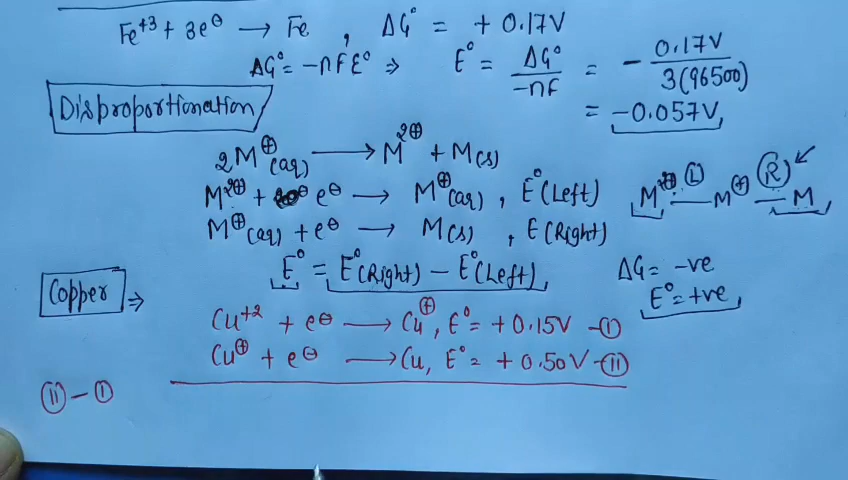 Fe⁺³ + 3e⊖ → Fe , ΔG° = + 0.17V
ΔG° = -nFE° ⇒ E° = ΔG°/-nF = - 0.17V/3(96500)
= -0.057V,
Disproportionation
2M⊕(aq) → M²⊕ + M(s)
M²⊕ + e⊖ → M⊕(aq) , E°(Left)
M²⊕ —(L)— M⊕ —(R)— M
M⊕(aq) + e⊖ → M(s) , E(Right)
E° = E°(Right) - E°(Left)
ΔG = -ve
E° = +ve
Copper ⇒
Cu⁺² + e⊖ → Cu⊕, E° = + 0.15V -(I)
Cu⊕ + e⊖ → Cu, E° = + 0.50V -(II)
(II) - (I)